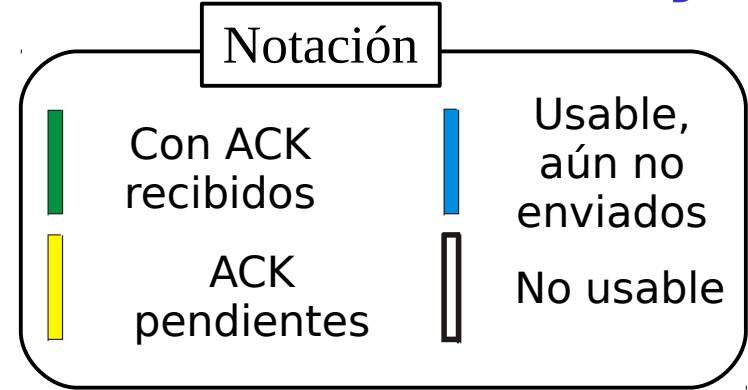 Notación
Con ACK
recibidos
Usable,
aún no
enviados
ACK
pendientes
No usable